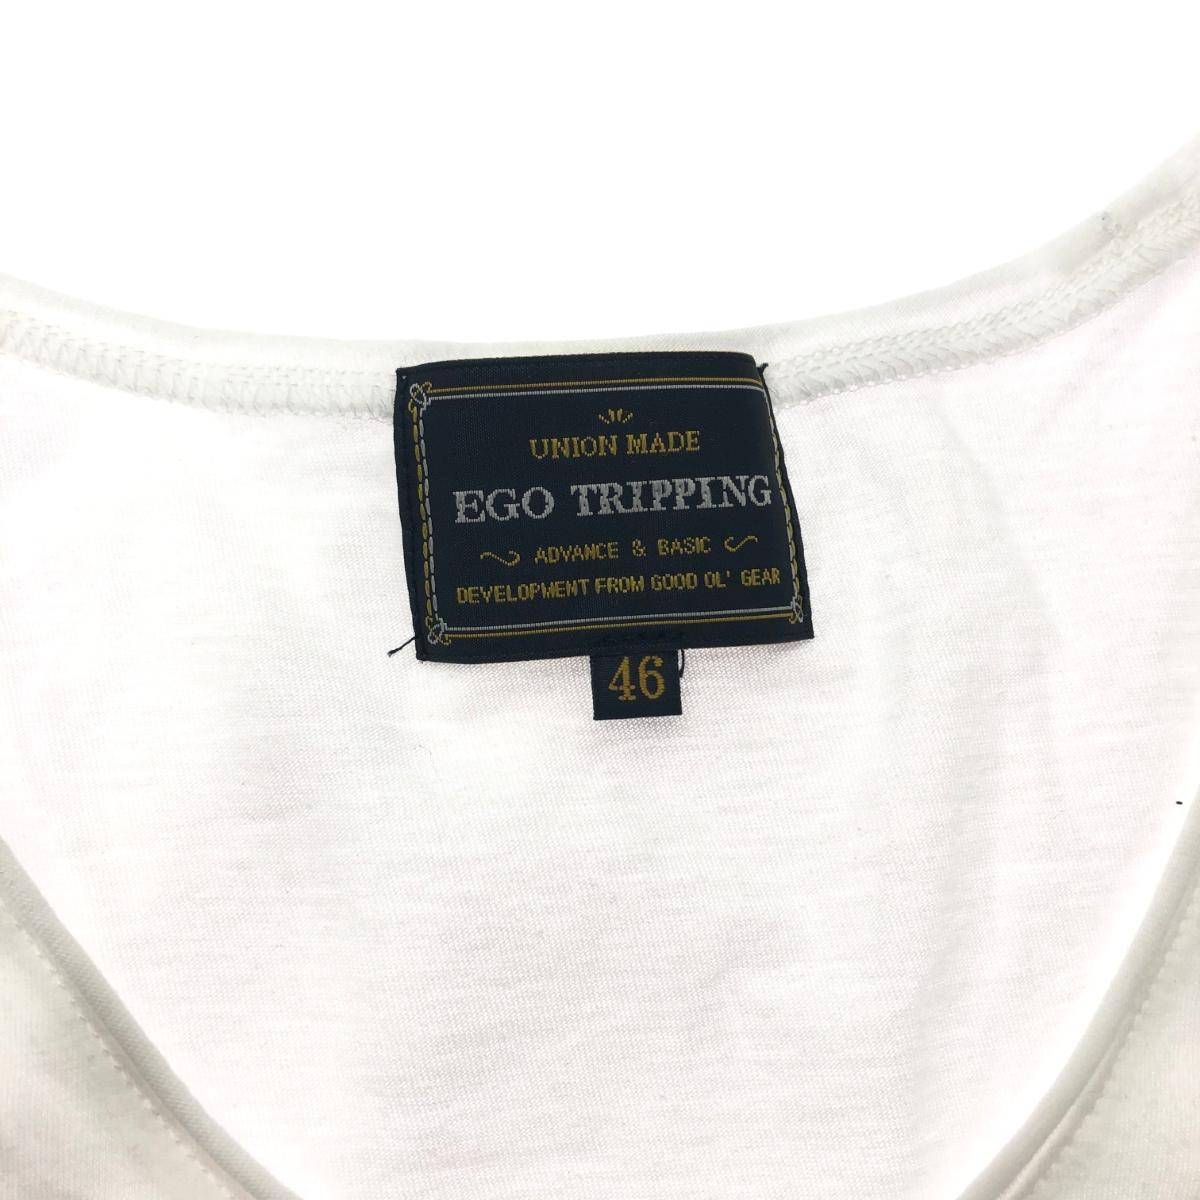 UNION MADE
EGO TRIPPING
ADVANCE & BASIC
DEVELOPMENT FROM GOOD OL' GEAR
46